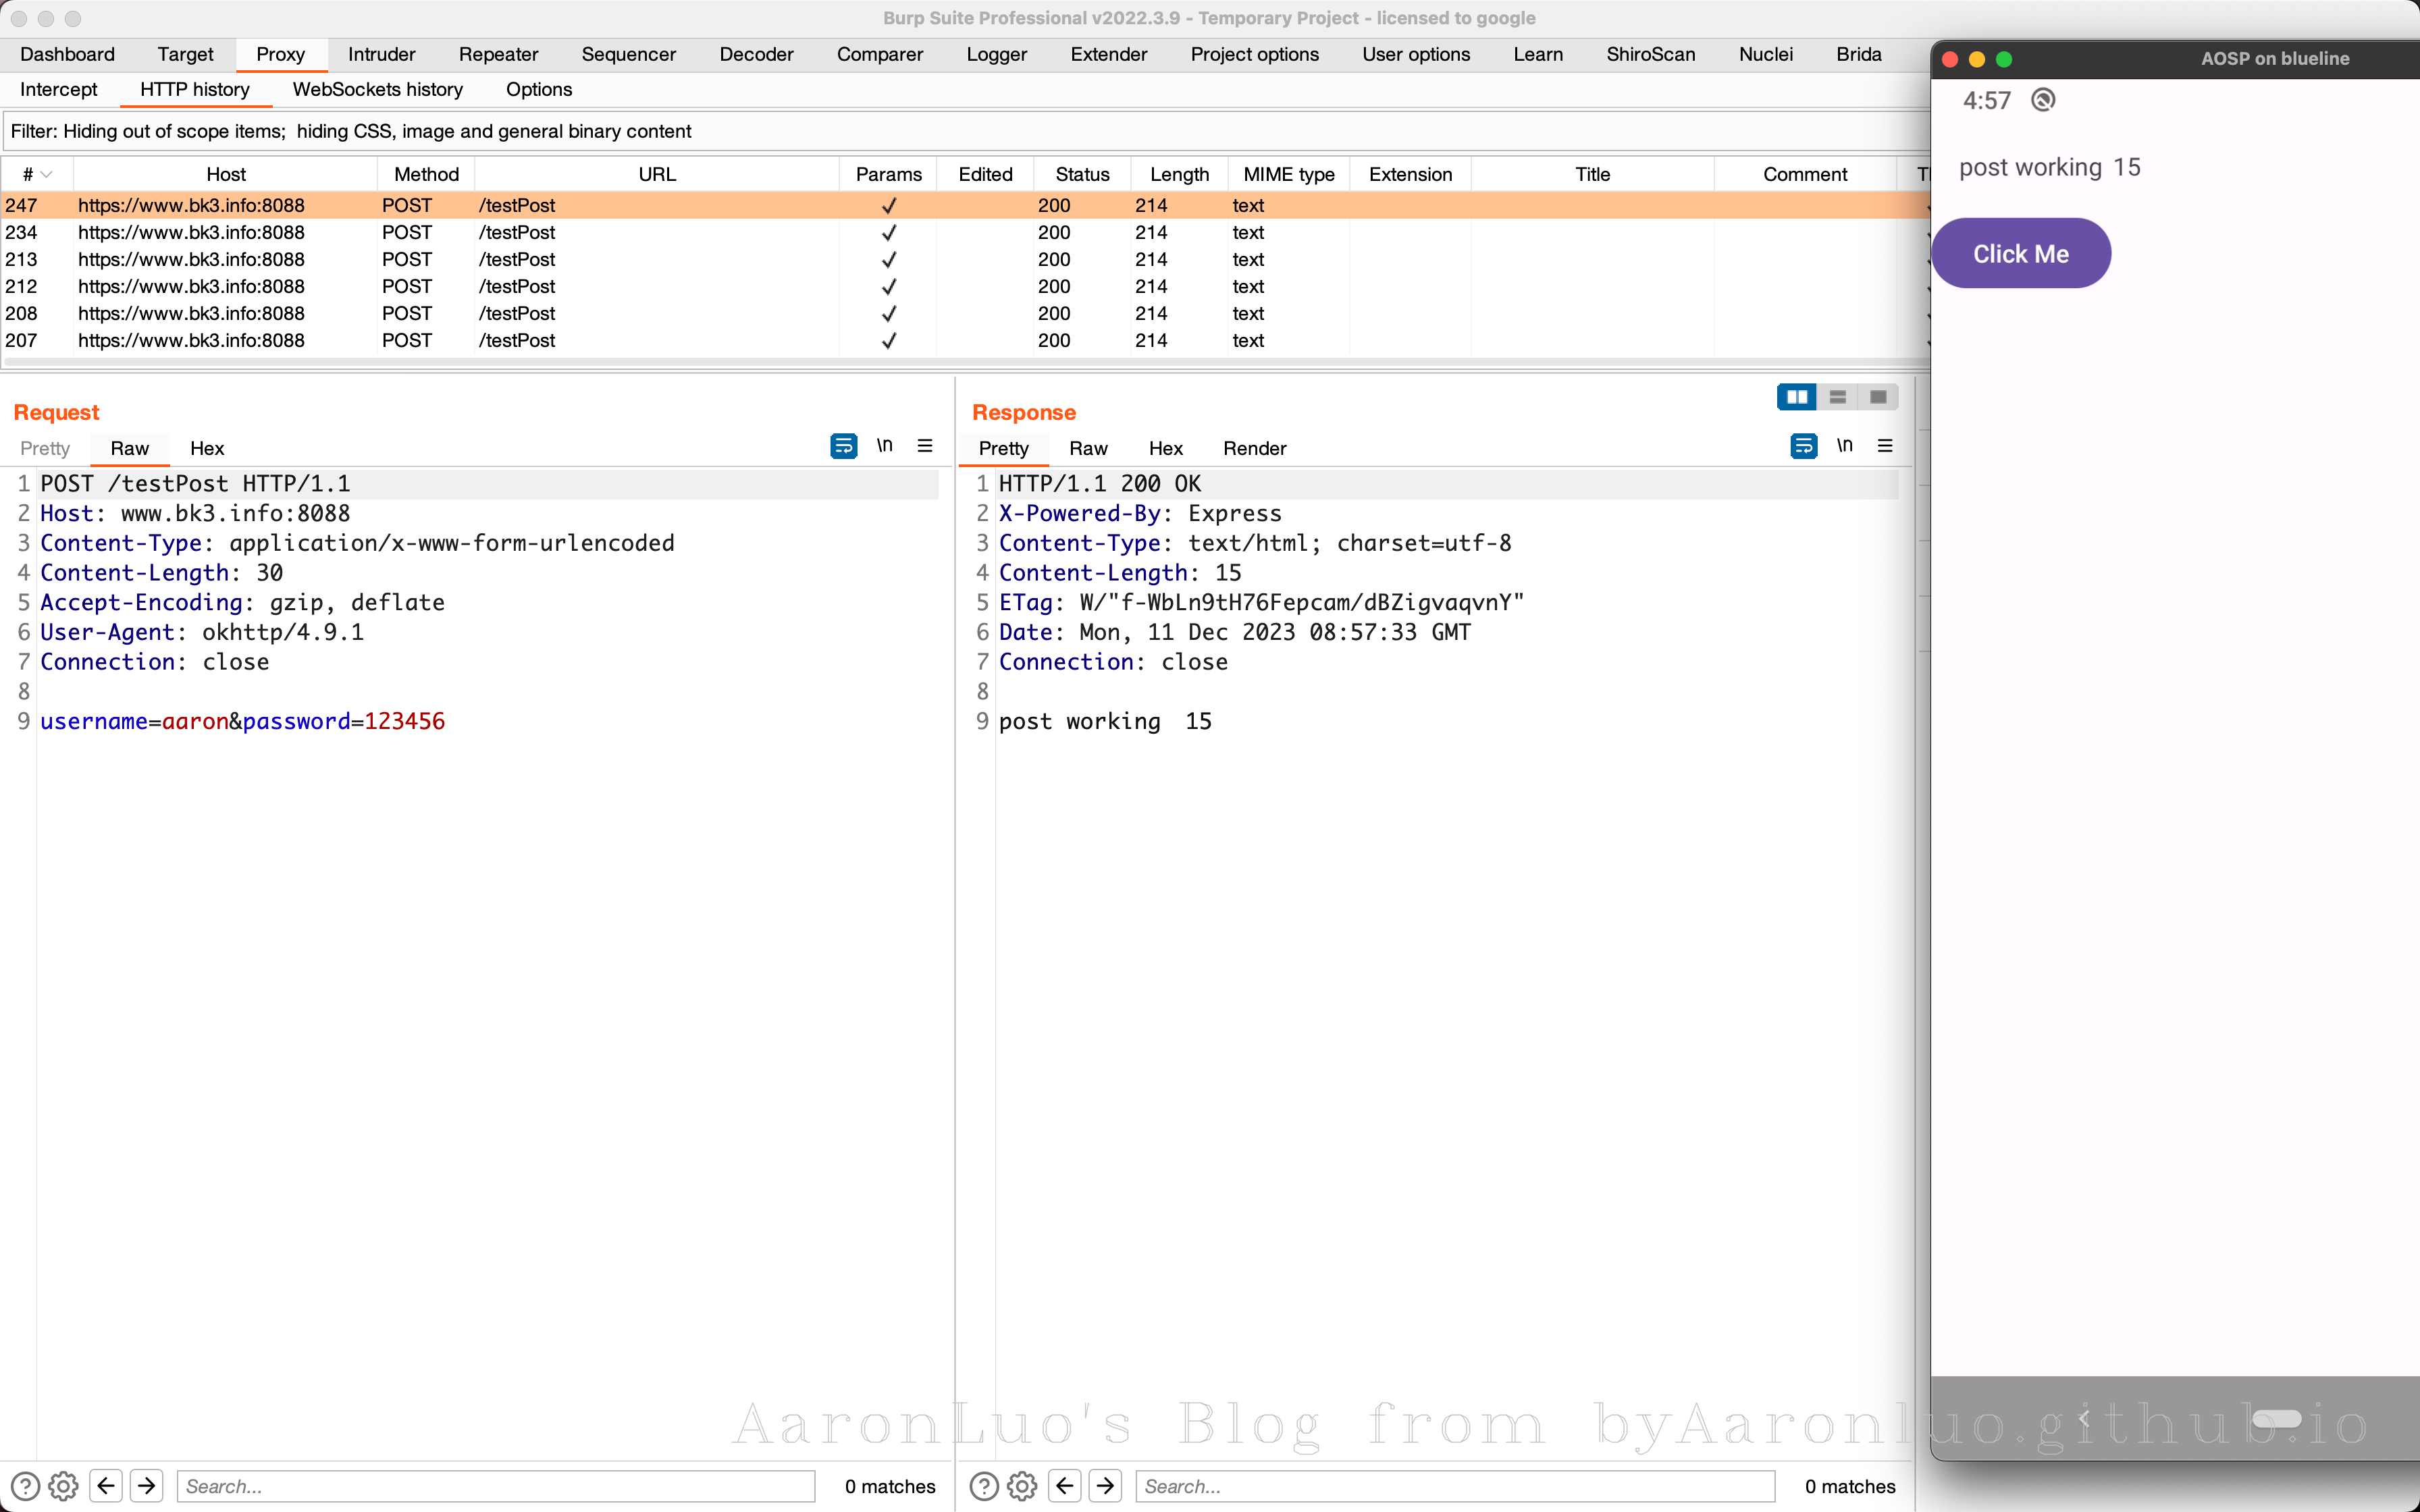 Burp Suite Professional v2022.3.9 - Temporary Project - licensed to google
Dashboard Target Proxy Intruder Repeater Sequencer Decoder Comparer Logger Extender Project options User options Learn ShiroScan Nuclei Brida
Intercept HTTP history WebSockets history Options
Filter: Hiding out of scope items; hiding CSS, image and general binary content
# Host Method URL Params Edited Status Length MIME type Extension Title Comment
247 https://www.bk3.info:8088 POST /testPost ✓ 200 214 text
234 https://www.bk3.info:8088 POST /testPost ✓ 200 214 text
213 https://www.bk3.info:8088 POST /testPost ✓ 200 214 text
212 https://www.bk3.info:8088 POST /testPost ✓ 200 214 text
208 https://www.bk3.info:8088 POST /testPost ✓ 200 214 text
207 https://www.bk3.info:8088 POST /testPost ✓ 200 214 text
Request
Pretty Raw Hex
\n
1 POST /testPost HTTP/1.1
2 Host: www.bk3.info:8088
3 Content-Type: application/x-www-form-urlencoded
4 Content-Length: 30
5 Accept-Encoding: gzip, deflate
6 User-Agent: okhttp/4.9.1
7 Connection: close
8
9 username=aaron&password=123456
Search...
0 matches
Response
Pretty Raw Hex Render
\n
1 HTTP/1.1 200 OK
2 X-Powered-By: Express
3 Content-Type: text/html; charset=utf-8
4 Content-Length: 15
5 ETag: W/"f-WbLn9tH76Fepcam/dBZigvaqvnY"
6 Date: Mon, 11 Dec 2023 08:57:33 GMT
7 Connection: close
8
9 post working 15
Search...
0 matches
AOSP on blueline
4:57
post working 15
Click Me
AaronLuo's Blog from byAaronluo.github.io